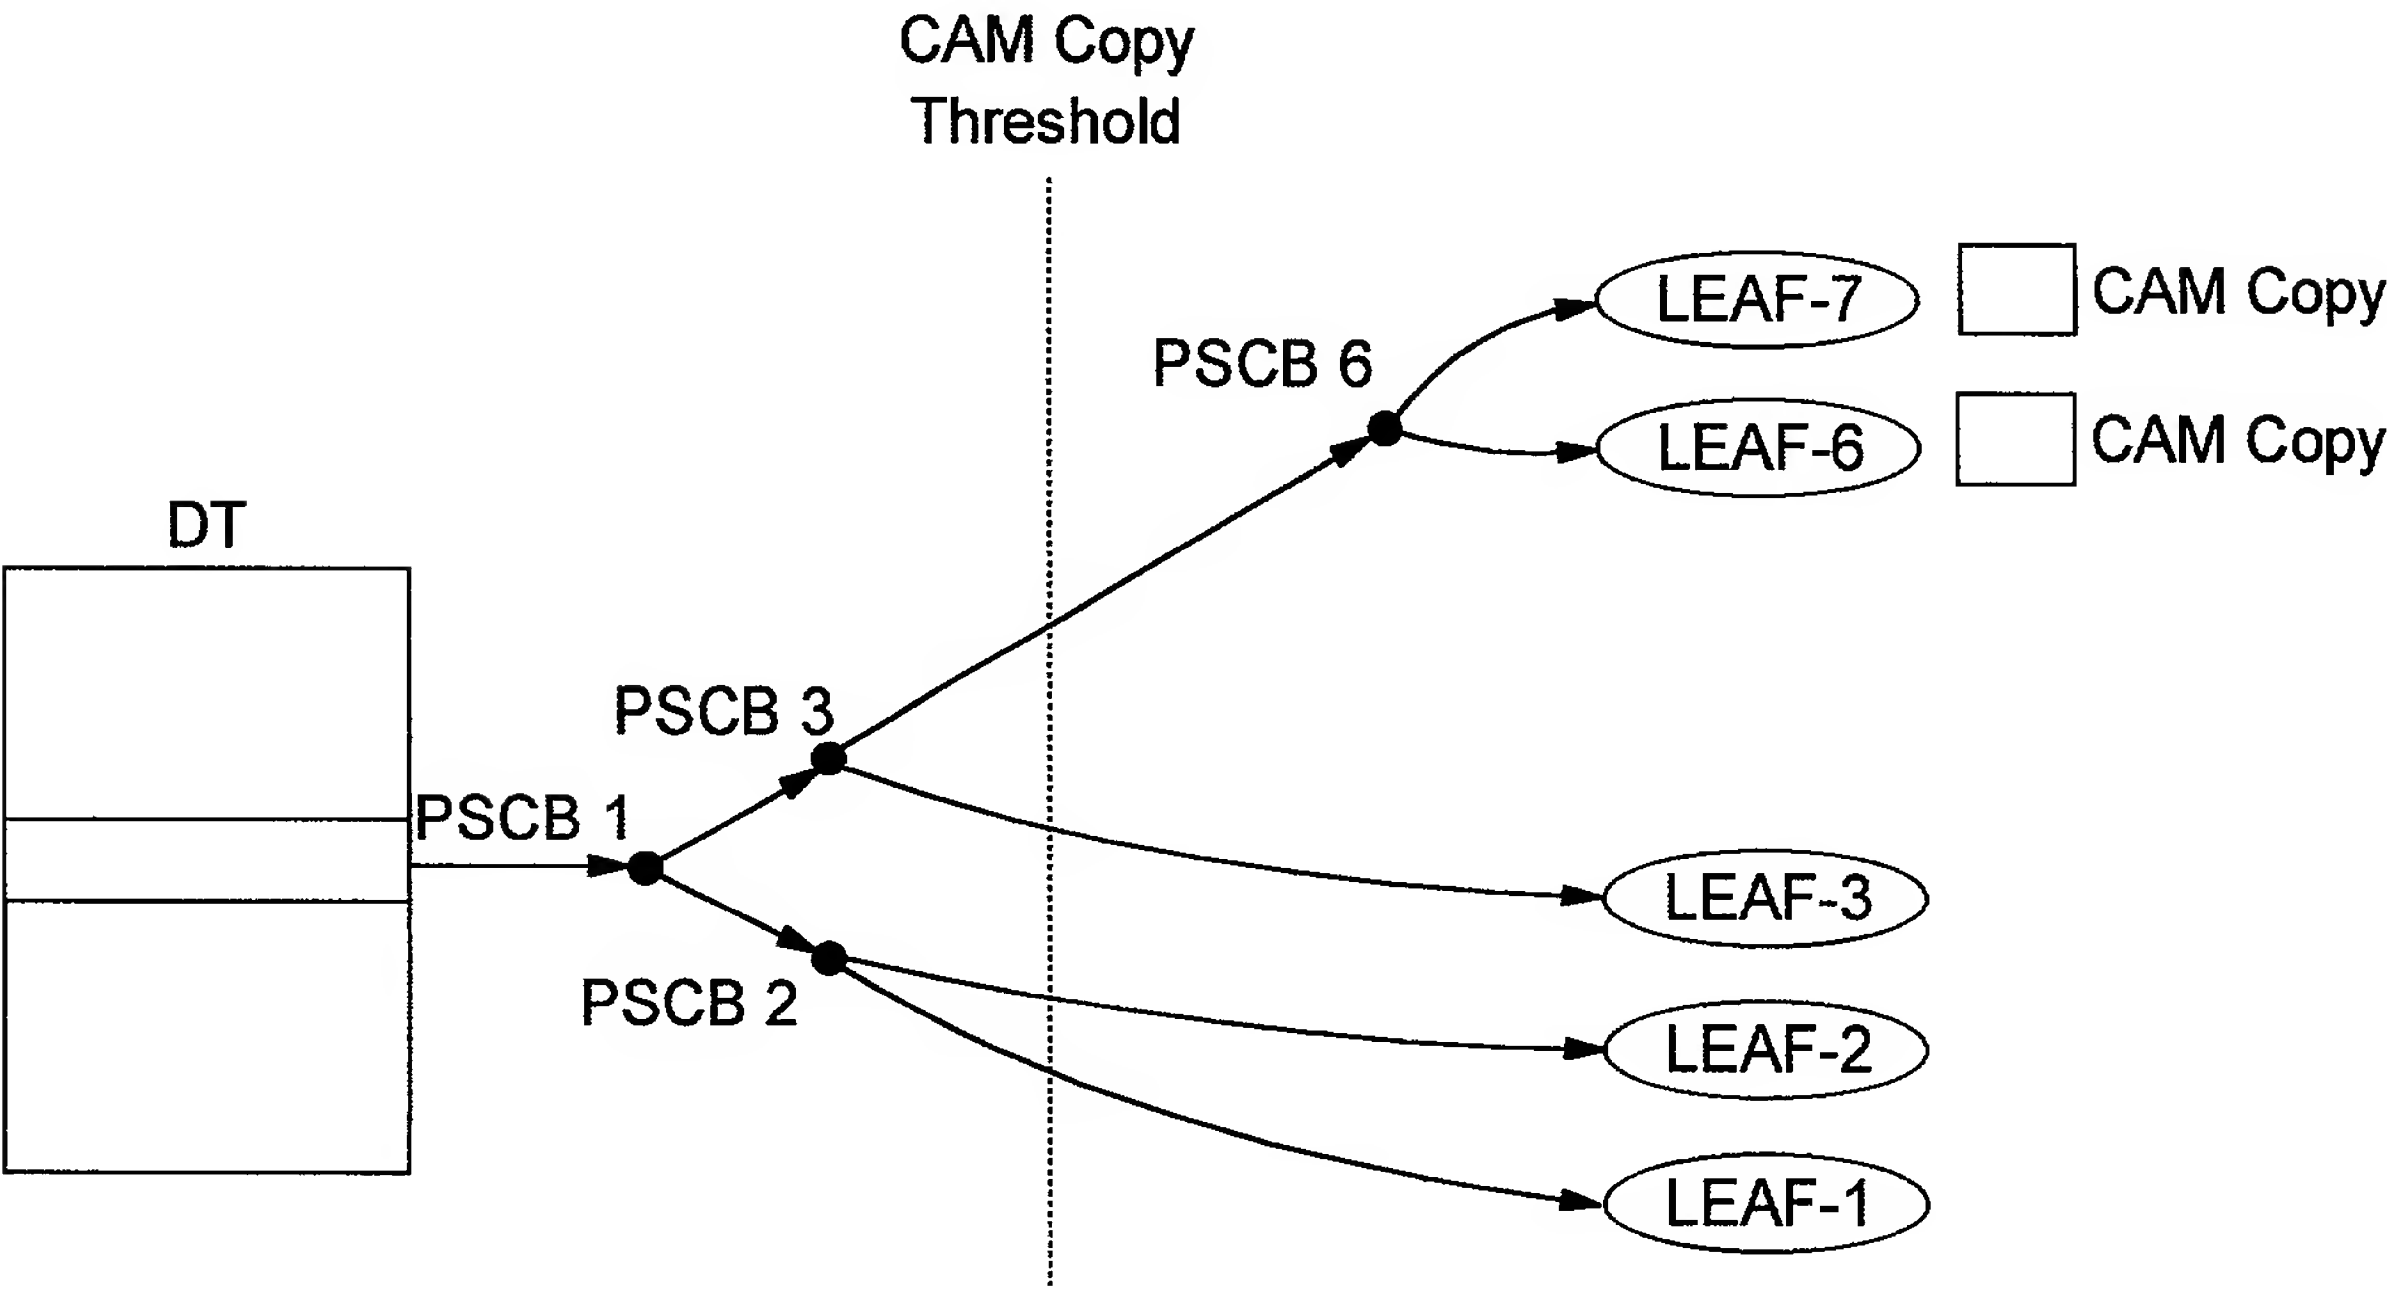 CAM Copy
Threshold
LEAF-7
CAM Copy
PSCB 6
LEAF-6
CAM Copy
DT
PSCB 3
PSCB 1
LEAF-3
PSCB 2
LEAF-2
LEAF-1